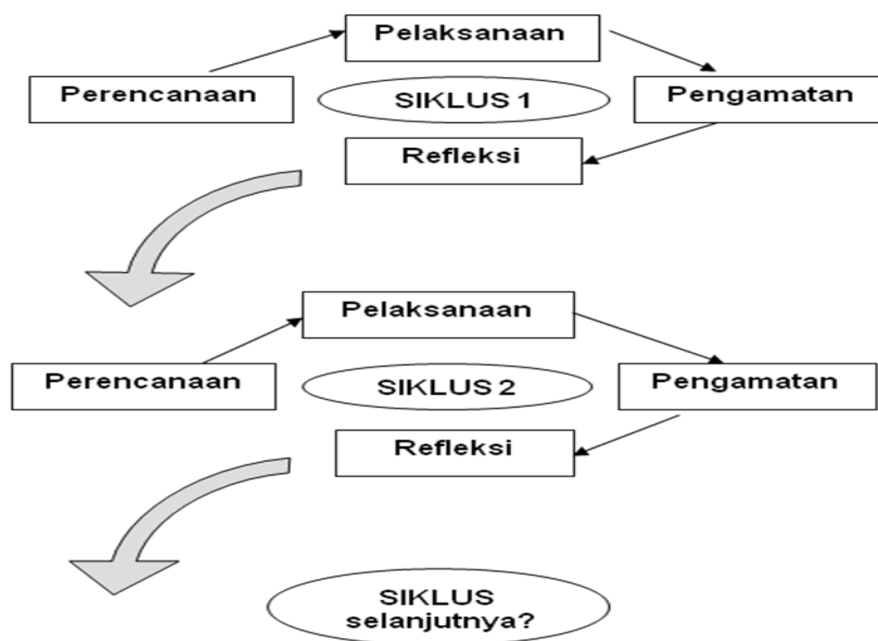 Pelaksanaan
Perencanaan
SIKLUS 1
Pengamatan
Refleksi
Pelaksanaan
Perencanaan
SIKLUS 2
Pengamatan
Refleksi
SIKLUS
selanjutnya?